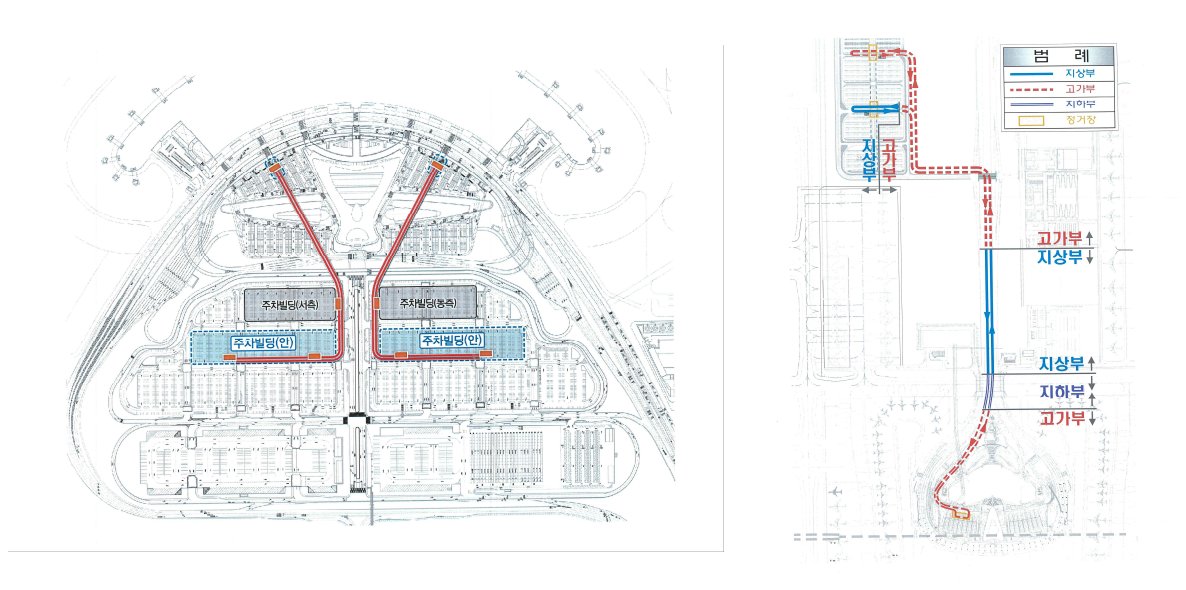 주차빌딩(서측)
주차빌딩(동측)
주차빌딩(안)
주차빌딩(안)
범 례
지상부
고가부
지하부
정거장
지상부
고가부
고가부
지상부
지상부
지하부
고가부